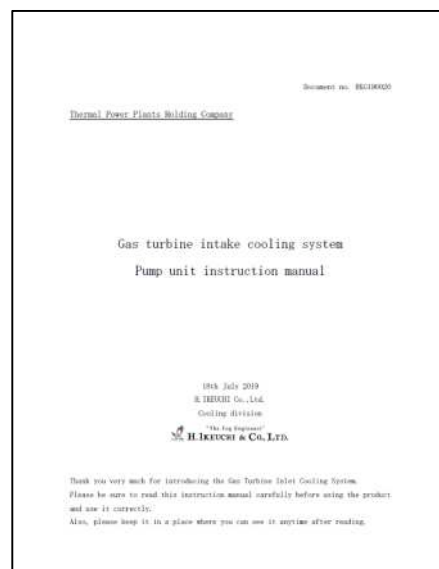 Document no.
Thermal Power Plants Holding Company
Gas turbine intake cooling system
Pump unit instruction manual
18th July 2019
H.IKEUCHI Co.,Ltd.
Cooling division
"The Fog Engineers"
H. IKEUCHI & CO., LTD.
Thank you very much for introducing the Gas Turbine Inlet Cooling System.
Please be sure to read this instruction manual carefully before using the product
and use it correctly.
Also, please keep it in a place where you can see it anytime after reading.